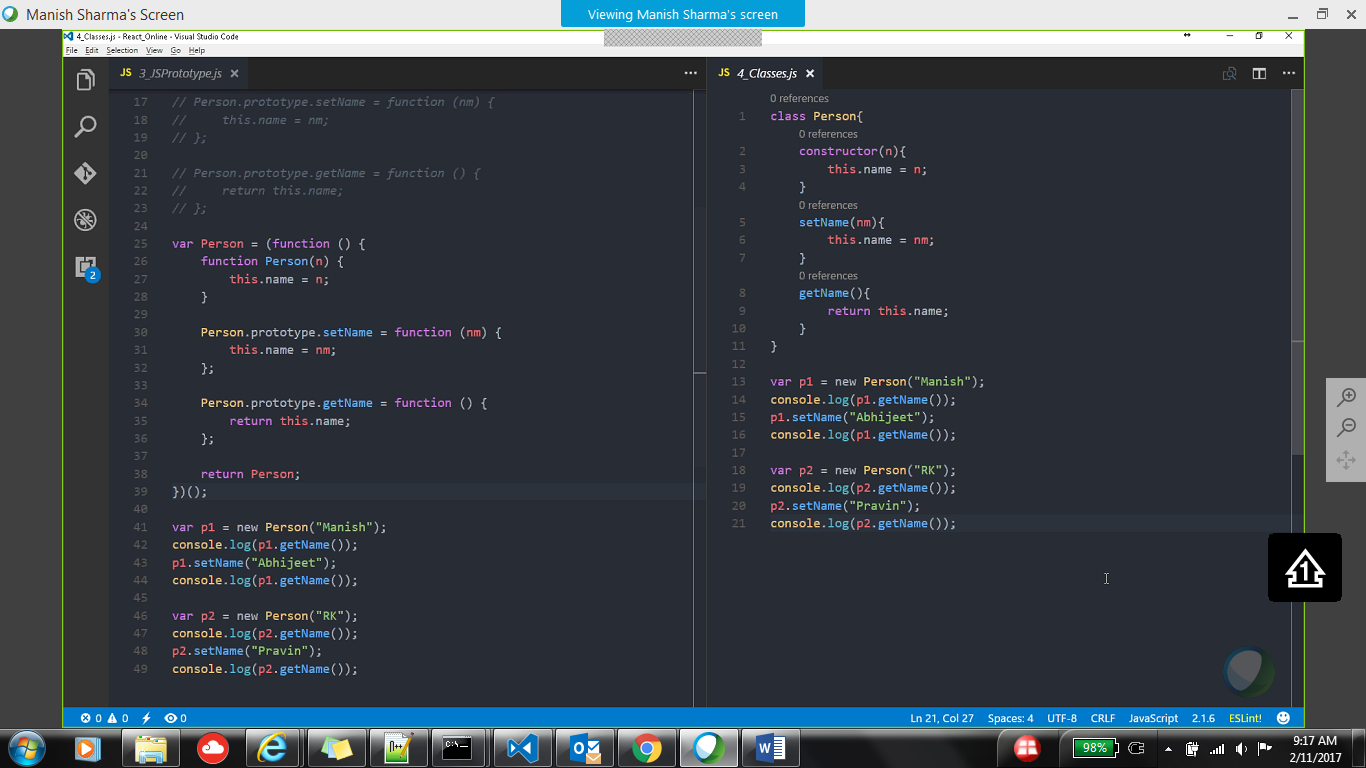 Manish Sharma's Screen
Viewing Manish Sharma's screen
4_Classes.js - React_Online - Visual Studio Code
File Edit Selection View Go Help
JS 3_JSPrototype.js
17 // Person.prototype.setName = function (nm) {
18 //     this.name = nm;
19 // };
20
21 // Person.prototype.getName = function () {
22 //     return this.name;
23 // };
24
25 var Person = (function () {
26     function Person(n) {
27         this.name = n;
28     }
29
30     Person.prototype.setName = function (nm) {
31         this.name = nm;
32     };
33
34     Person.prototype.getName = function () {
35         return this.name;
36     };
37
38     return Person;
39 })();
40
41 var p1 = new Person("Manish");
42 console.log(p1.getName());
43 p1.setName("Abhijeet");
44 console.log(p1.getName());
45
46 var p2 = new Person("RK");
47 console.log(p2.getName());
48 p2.setName("Pravin");
49 console.log(p2.getName());
JS 4_Classes.js
0 references
1 class Person{
0 references
2     constructor(n){
3         this.name = n;
4     }
0 references
5     setName(nm){
6         this.name = nm;
7     }
0 references
8     getName(){
9         return this.name;
10     }
11 }
12
13 var p1 = new Person("Manish");
14 console.log(p1.getName());
15 p1.setName("Abhijeet");
16 console.log(p1.getName());
17
18 var p2 = new Person("RK");
19 console.log(p2.getName());
20 p2.setName("Pravin");
21 console.log(p2.getName());
2
1
0 0 0
Ln 21, Col 27 Spaces: 4 UTF-8 CRLF JavaScript 2.1.6 ESLint!
98%
9:17 AM
2/11/2017